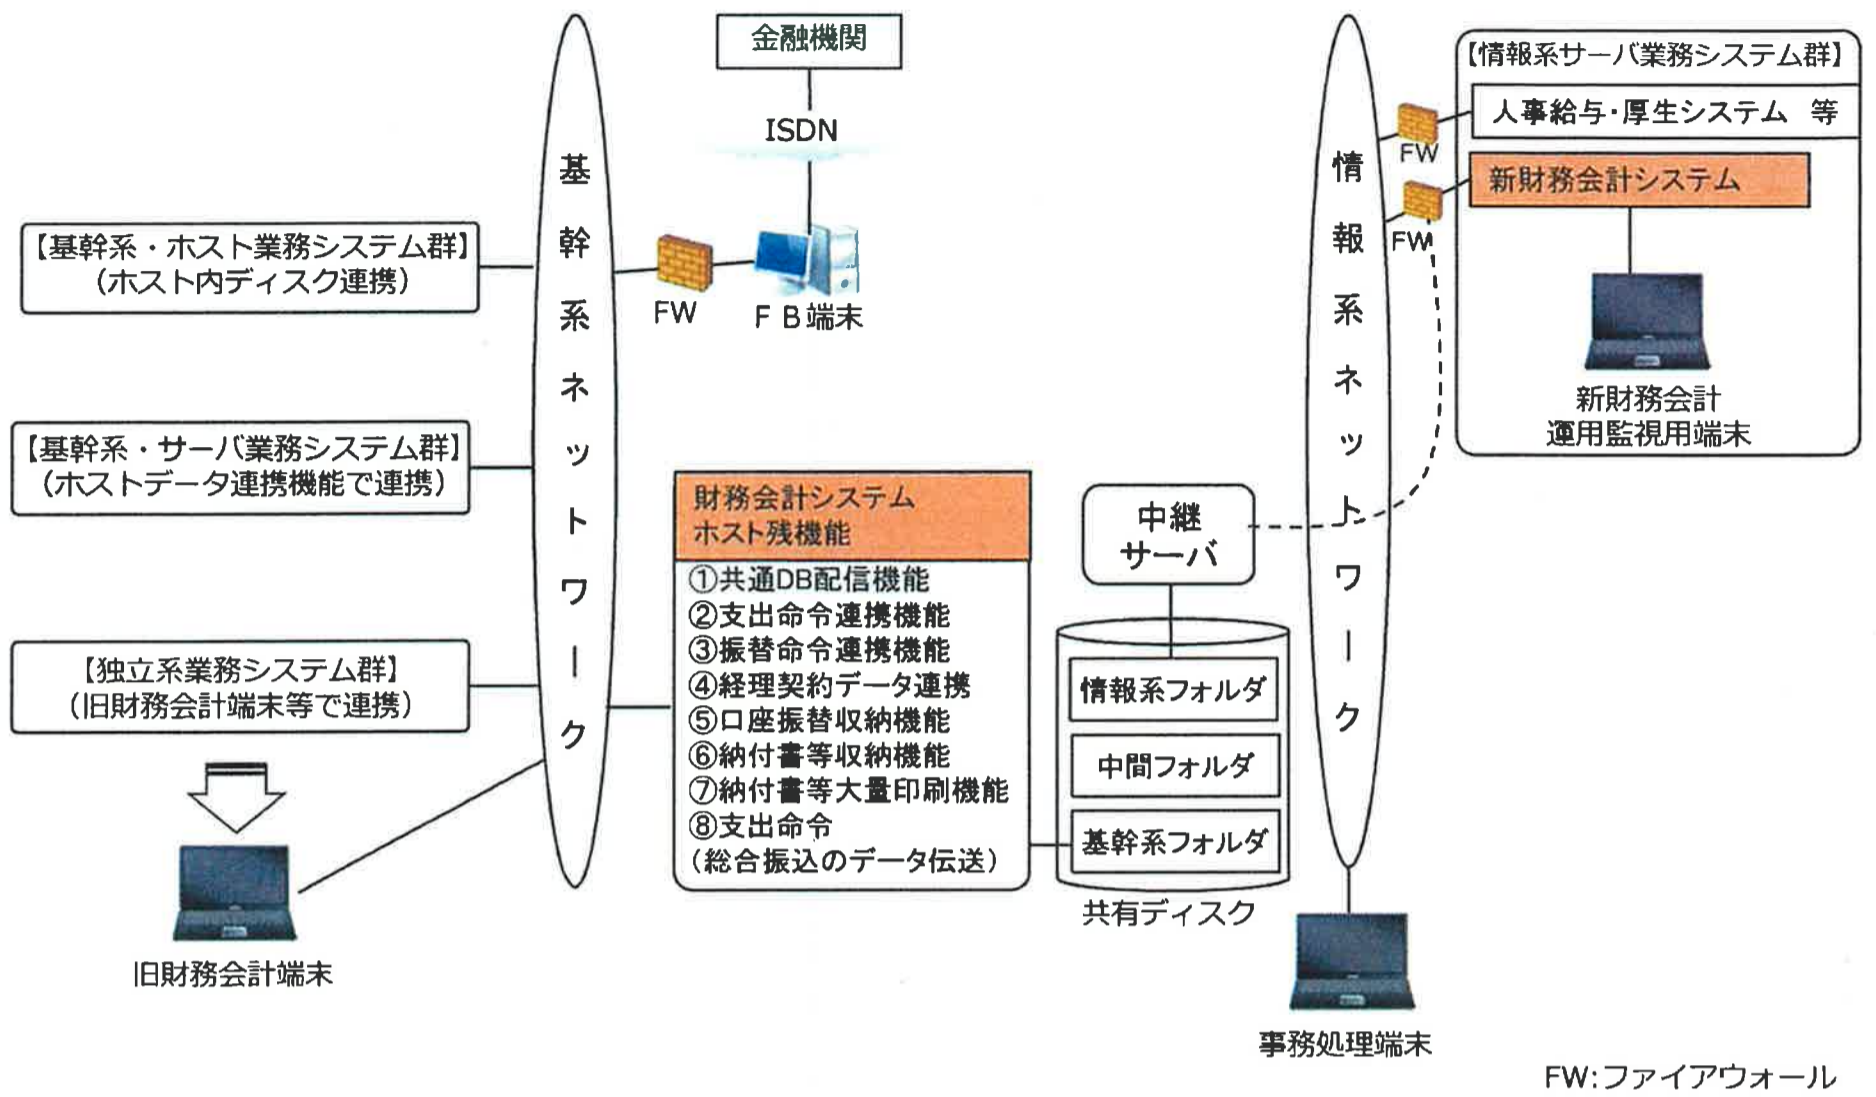 金融機関
ISDN
基幹系ネットワーク
【基幹系・ホスト業務システム群】
（ホスト内ディスク連携）
FW
ＦＢ端末
【基幹系・サーバ業務システム群】
（ホストデータ連携機能で連携）
【独立系業務システム群】
（旧財務会計端末等で連携）
旧財務会計端末
財務会計システム
ホスト残機能
①共通DB配信機能
②支出命令連携機能
③振替命令連携機能
④経理契約データ連携
⑤口座振替収納機能
⑥納付書等収納機能
⑦納付書等大量印刷機能
⑧支出命令
（総合振込のデータ伝送）
中継
サーバ
情報系フォルダ
中間フォルダ
基幹系フォルダ
共有ディスク
情報系ネットワーク
【情報系サーバ業務システム群】
人事給与・厚生システム 等
FW
新財務会計システム
FW
新財務会計
運用監視用端末
事務処理端末
FW:ファイアウォール